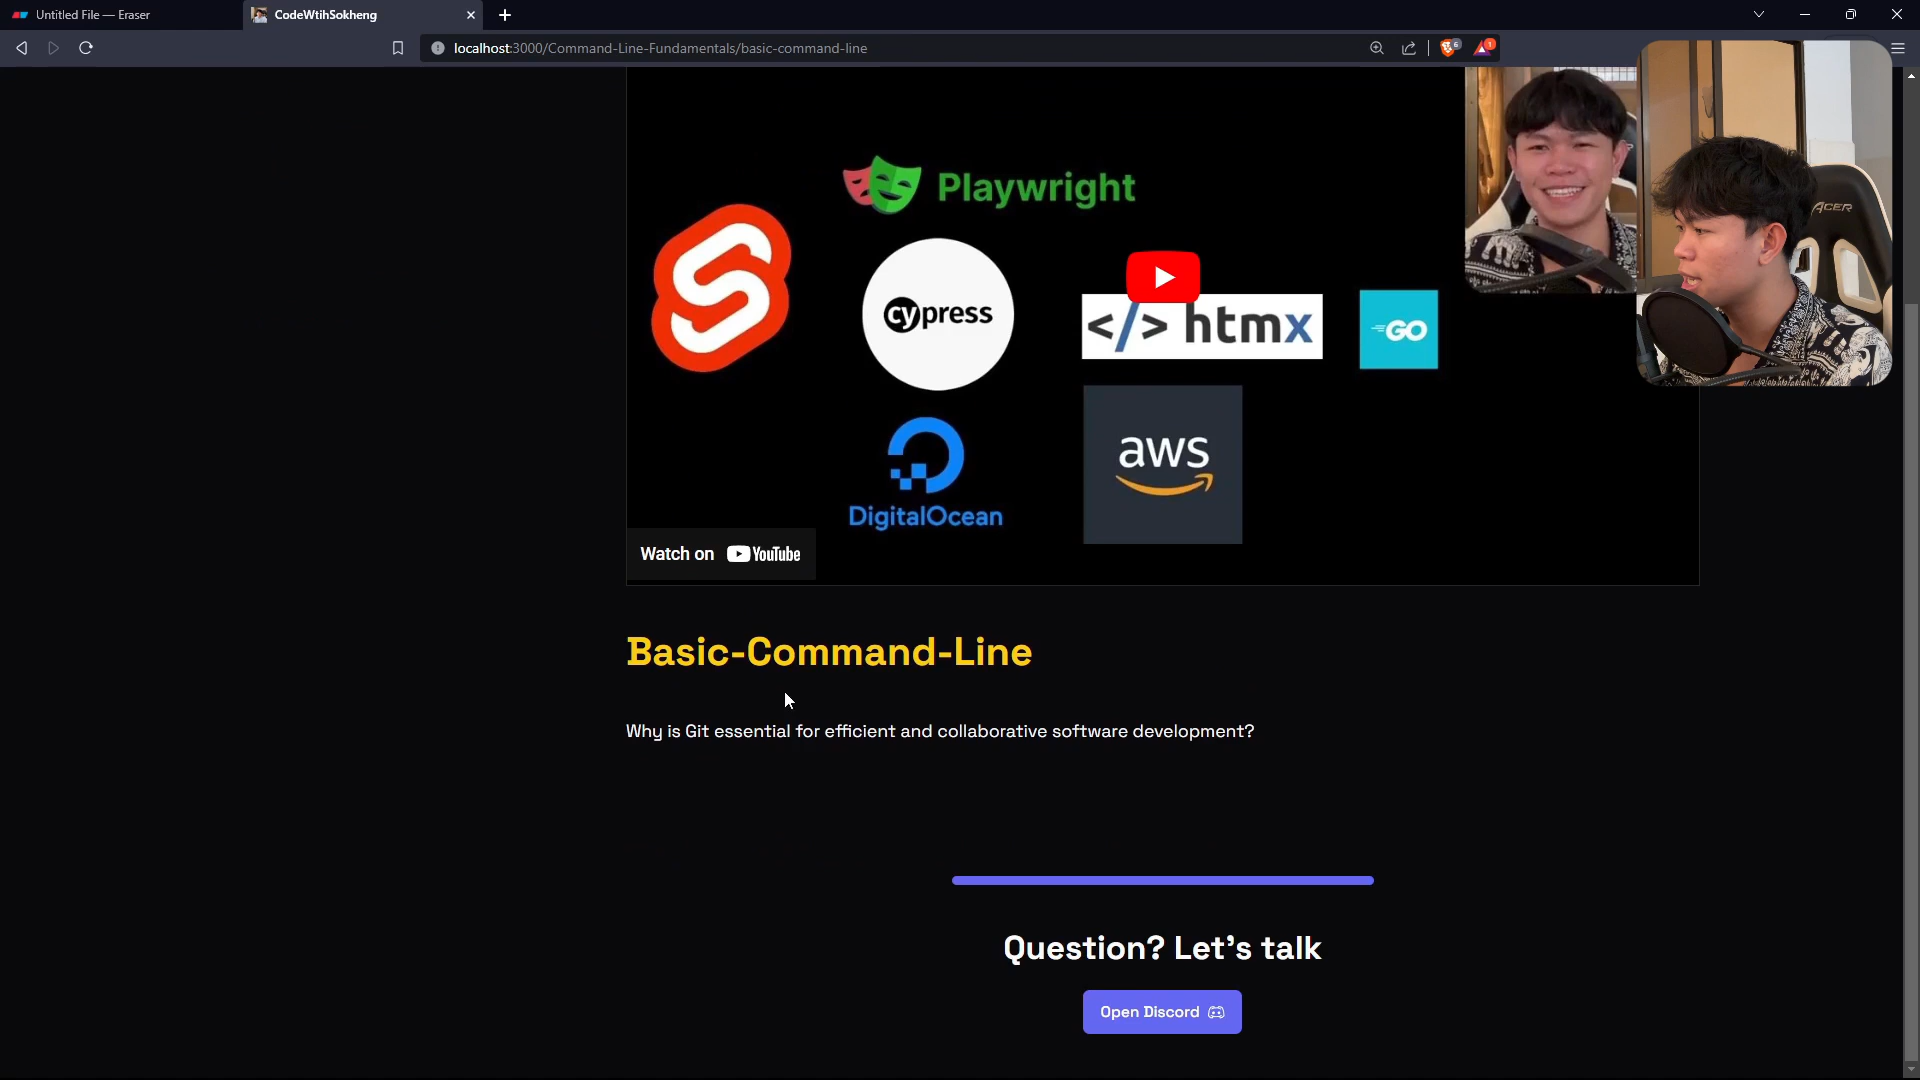 Untitled File — Eraser
CodeWtihSokheng
localhost:3000/Command-Line-Fundamentals/basic-command-line
6
1
Playwright
cypress
</> htmx
GO
aws
DigitalOcean
ACER
Watch on YouTube
Basic-Command-Line
Why is Git essential for efficient and collaborative software development?
Question? Let's talk
Open Discord